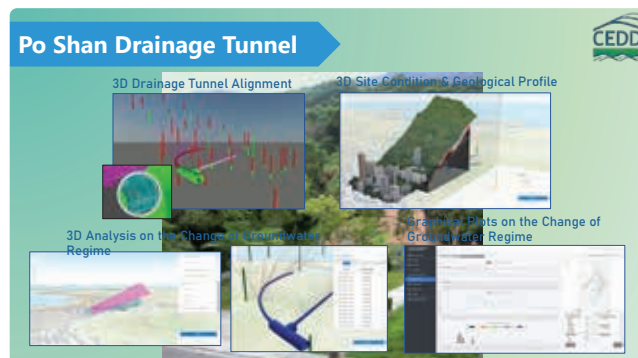 Po Shan Drainage Tunnel
CEDD
3D Drainage Tunnel Alignment
3D Site Condition & Geological Profile
3D Analysis on the Change of Groundwater
Regime
Graphical Plots on the Change of
Groundwater Regime